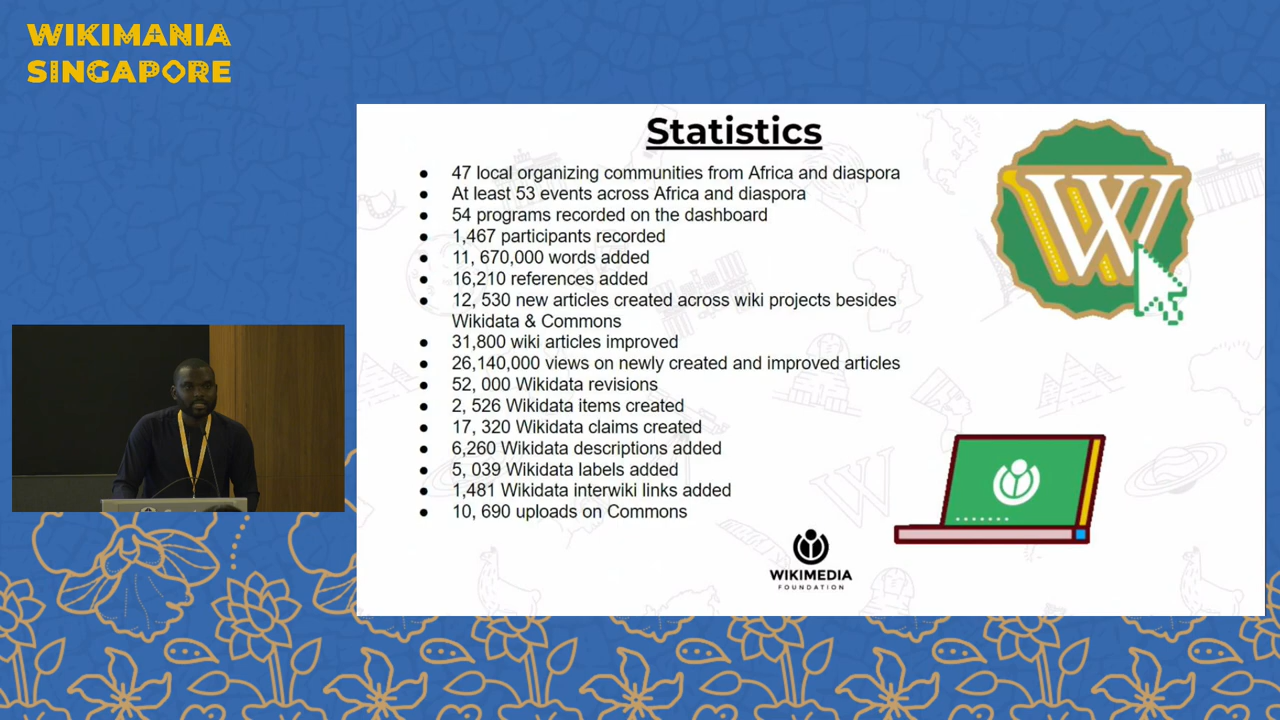 WIKIMANIA
SINGAPORE
Statistics
● 47 local organizing communities from Africa and diaspora
● At least 53 events across Africa and diaspora
● 54 programs recorded on the dashboard
● 1,467 participants recorded
● 11, 670,000 words added
● 16,210 references added
● 12, 530 new articles created across wiki projects besides
Wikidata & Commons
● 31,800 wiki articles improved
● 26,140,000 views on newly created and improved articles
● 52, 000 Wikidata revisions
● 2, 526 Wikidata items created
● 17, 320 Wikidata claims created
● 6,260 Wikidata descriptions added
● 5, 039 Wikidata labels added
● 1,481 Wikidata interwiki links added
● 10, 690 uploads on Commons
W
WIKIMEDIA
FOUNDATION